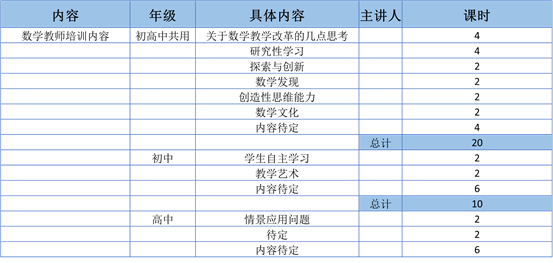 内容 年级 具体内容 主讲人 课时
数学教师培训内容 初高中共用 关于数学教学改革的几点思考 4
研究性学习 4
探索与创新 2
数学发现 2
创造性思维能力 2
数学文化 2
内容待定 4
总计 20
初中 学生自主学习 2
教学艺术 2
内容待定 6
总计 10
高中 情景应用问题 2
待定 2
内容待定 6